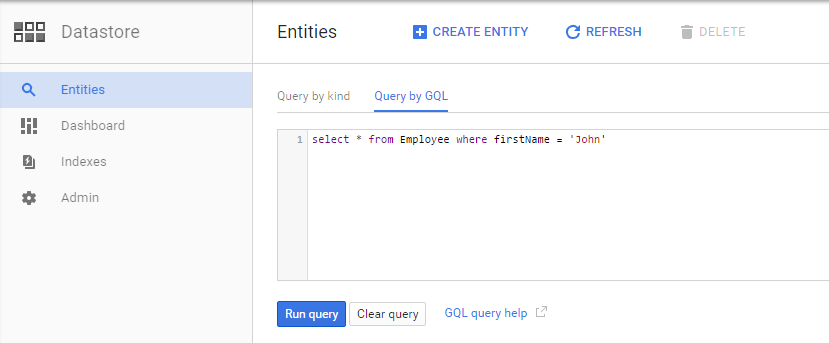 Datastore
Entities
CREATE ENTITY
REFRESH
DELETE
Entities
Dashboard
Indexes
Admin
Query by kind
Query by GQL
1 select * from Employee where firstName = 'John'
Run query
Clear query
GQL query help